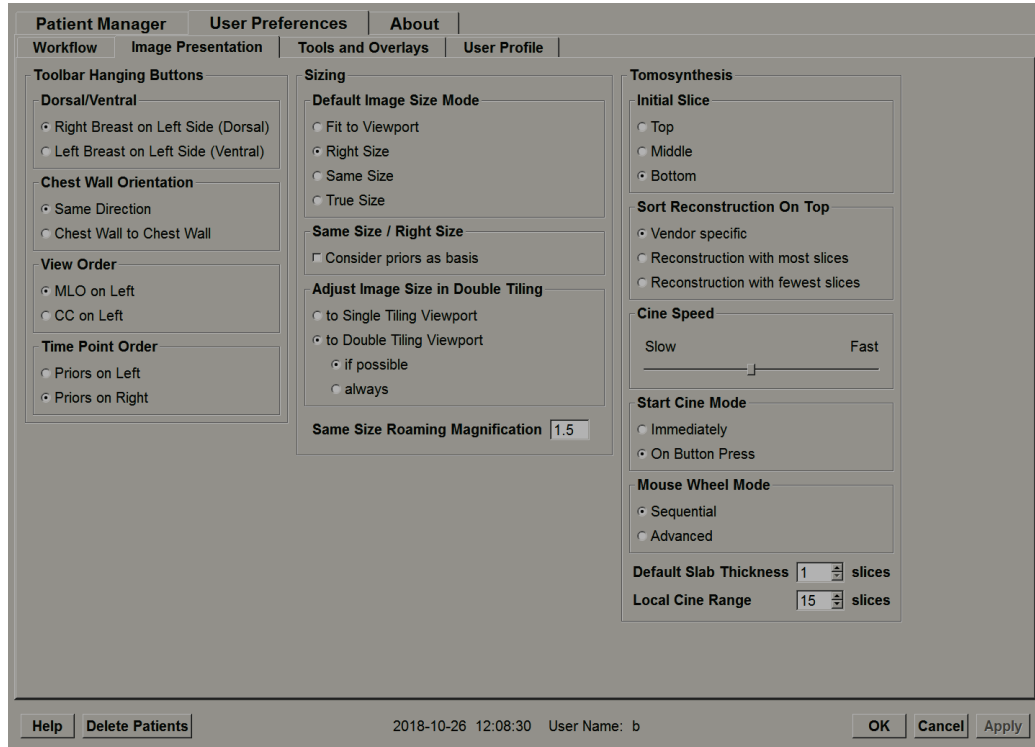 Patient Manager User Preferences About
Workflow Image Presentation Tools and Overlays User Profile
Toolbar Hanging Buttons
Dorsal/Ventral
Right Breast on Left Side (Dorsal)
Left Breast on Left Side (Ventral)
Chest Wall Orientation
Same Direction
Chest Wall to Chest Wall
View Order
MLO on Left
CC on Left
Time Point Order
Priors on Left
Priors on Right
Sizing
Default Image Size Mode
Fit to Viewport
Right Size
Same Size
True Size
Same Size / Right Size
Consider priors as basis
Adjust Image Size in Double Tiling
to Single Tiling Viewport
to Double Tiling Viewport
if possible
always
Same Size Roaming Magnification 1.5
Tomosynthesis
Initial Slice
Top
Middle
Bottom
Sort Reconstruction On Top
Vendor specific
Reconstruction with most slices
Reconstruction with fewest slices
Cine Speed
Slow Fast
Start Cine Mode
Immediately
On Button Press
Mouse Wheel Mode
Sequential
Advanced
Default Slab Thickness 1 slices
Local Cine Range 15 slices
Help Delete Patients 2018-10-26 12:08:30 User Name: b OK Cancel Apply